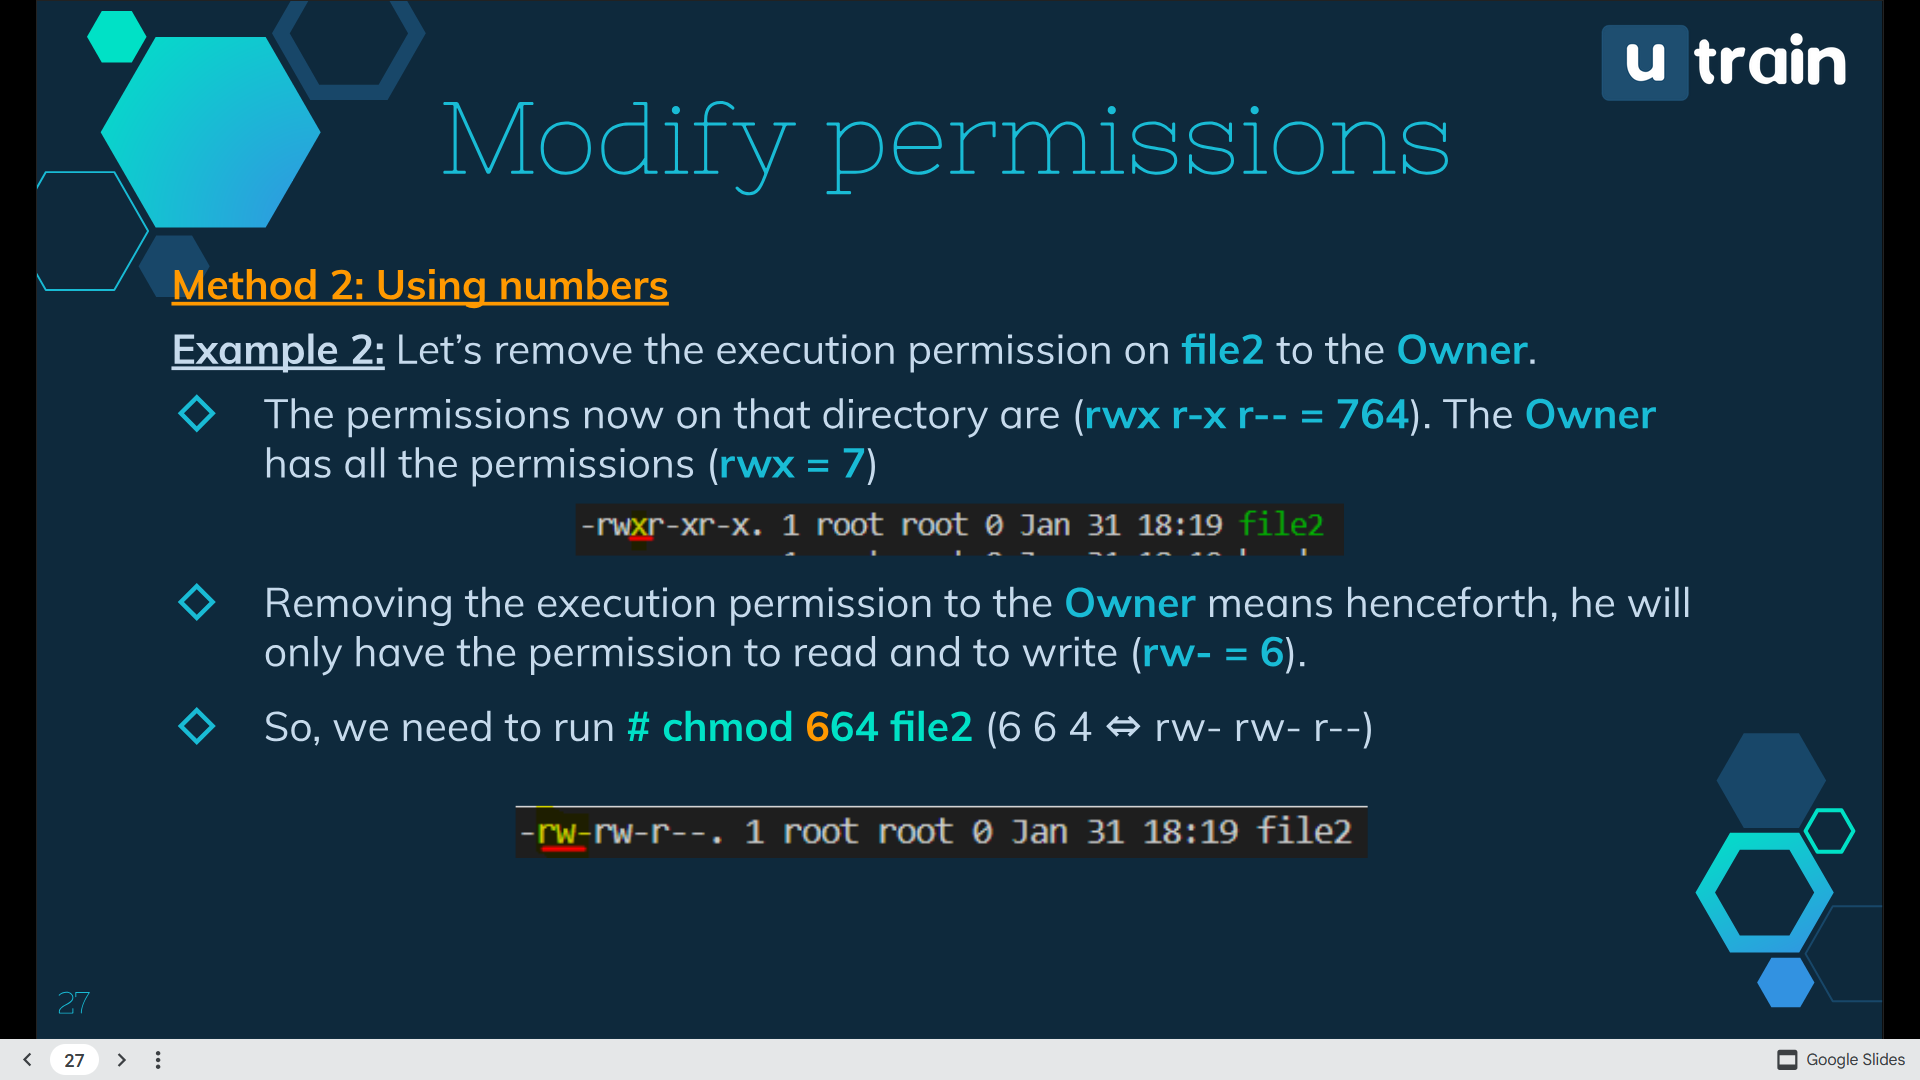 u train
Modify permissions
Method 2: Using numbers
Example 2: Let’s remove the execution permission on file2 to the Owner.
The permissions now on that directory are (rwx r-x r-- = 764). The Owner
has all the permissions (rwx = 7)
-rwxr-xr-x. 1 root root 0 Jan 31 18:19 file2
Removing the execution permission to the Owner means henceforth, he will
only have the permission to read and to write (rw- = 6).
So, we need to run # chmod 664 file2 (6 6 4 ⇔ rw- rw- r--)
-rw-rw-r--. 1 root root 0 Jan 31 18:19 file2
27
27
Google Slides